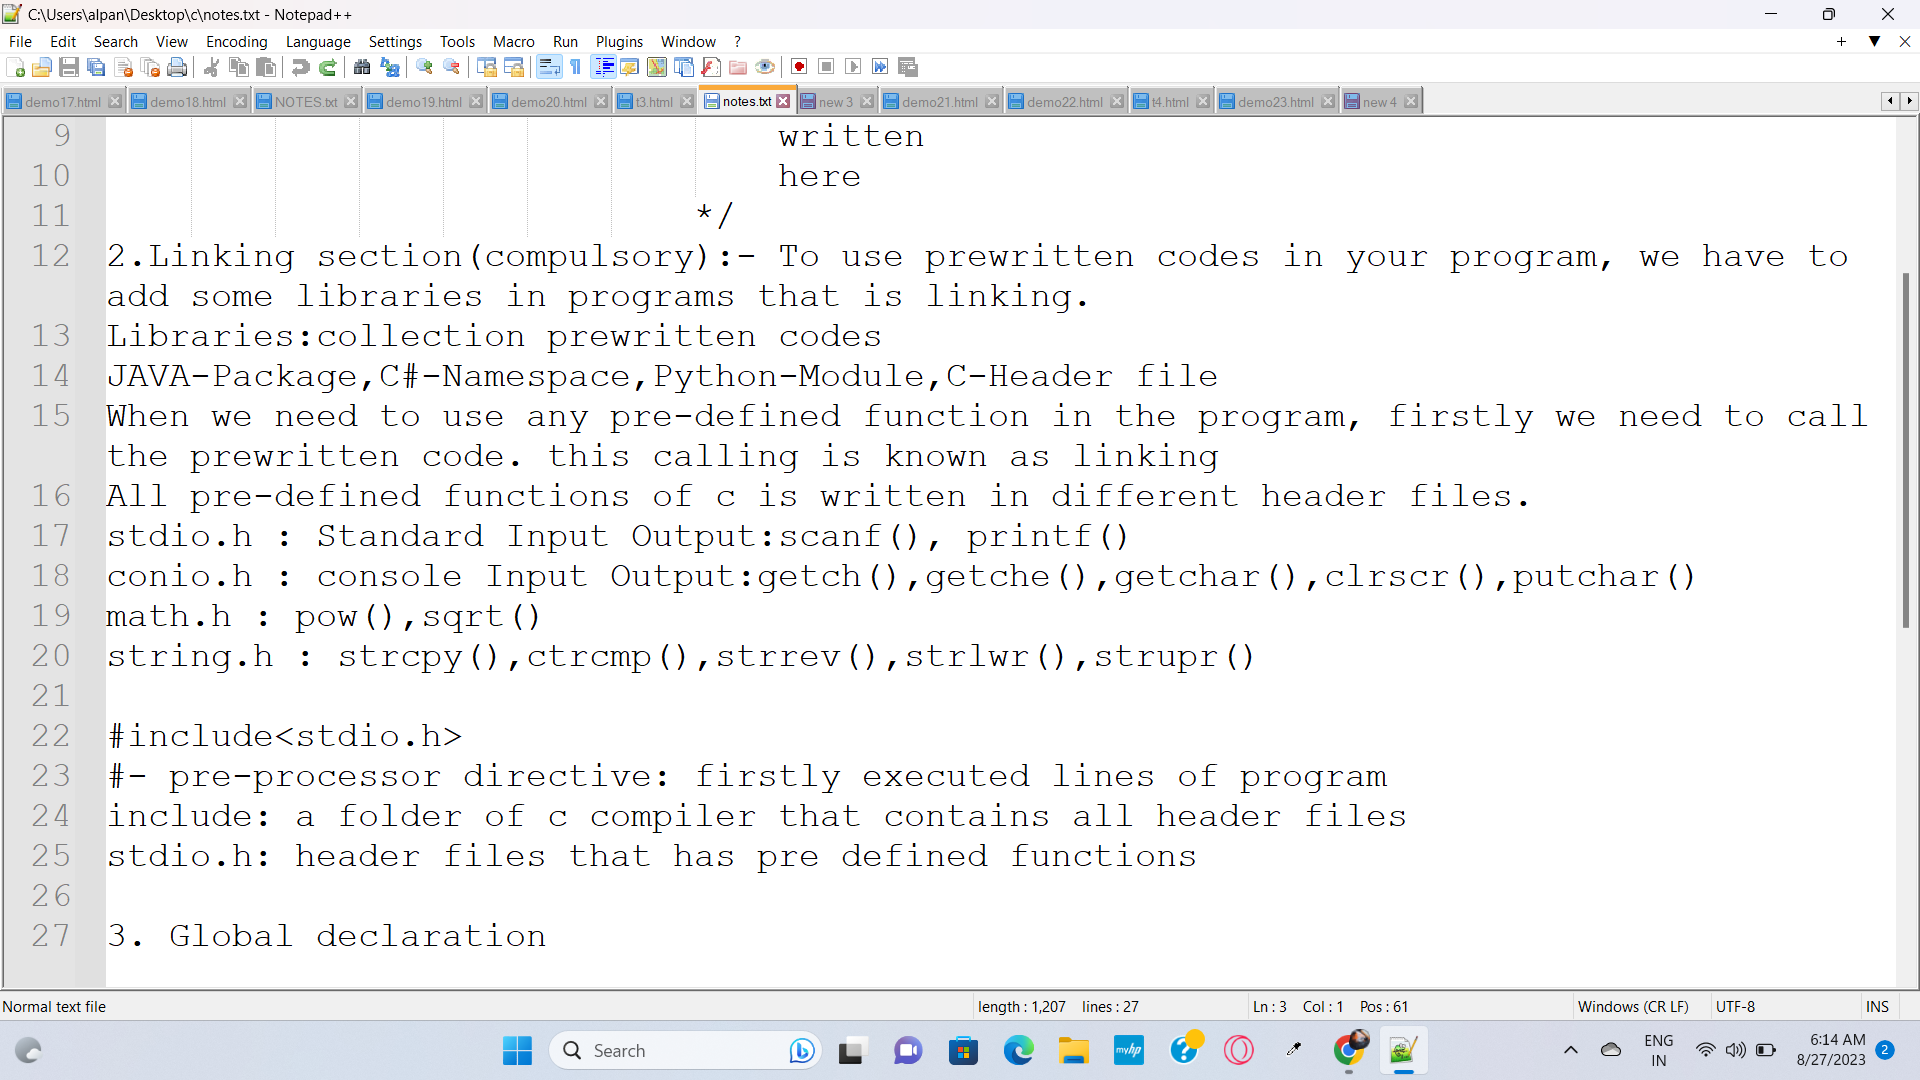 C:\Users\alpan\Desktop\c\notes.txt - Notepad++
File Edit Search View Encoding Language Settings Tools Macro Run Plugins Window ?
demo17.html demo18.html NOTES.txt demo19.html demo20.html t3.html notes.txt new 3 demo21.html demo22.html t4.html demo23.html new 4
9 written
10 here
11 */
12 2.Linking section(compulsory):- To use prewritten codes in your program, we have to
add some libraries in programs that is linking.
13 Libraries:collection prewritten codes
14 JAVA-Package,C#-Namespace,Python-Module,C-Header file
15 When we need to use any pre-defined function in the program, firstly we need to call
the prewritten code. this calling is known as linking
16 All pre-defined functions of c is written in different header files.
17 stdio.h : Standard Input Output:scanf(), printf()
18 conio.h : console Input Output:getch(),getche(),getchar(),clrscr(),putchar()
19 math.h : pow(),sqrt()
20 string.h : strcpy(),ctrcmp(),strrev(),strlwr(),strupr()
21
22 #include<stdio.h>
23 #- pre-processor directive: firstly executed lines of program
24 include: a folder of c compiler that contains all header files
25 stdio.h: header files that has pre defined functions
26
27 3. Global declaration
Normal text file length : 1,207 lines : 27 Ln : 3 Col : 1 Pos : 61 Windows (CR LF) UTF-8 INS
Search myhp ENG 6:14 AM
IN 8/27/2023 2